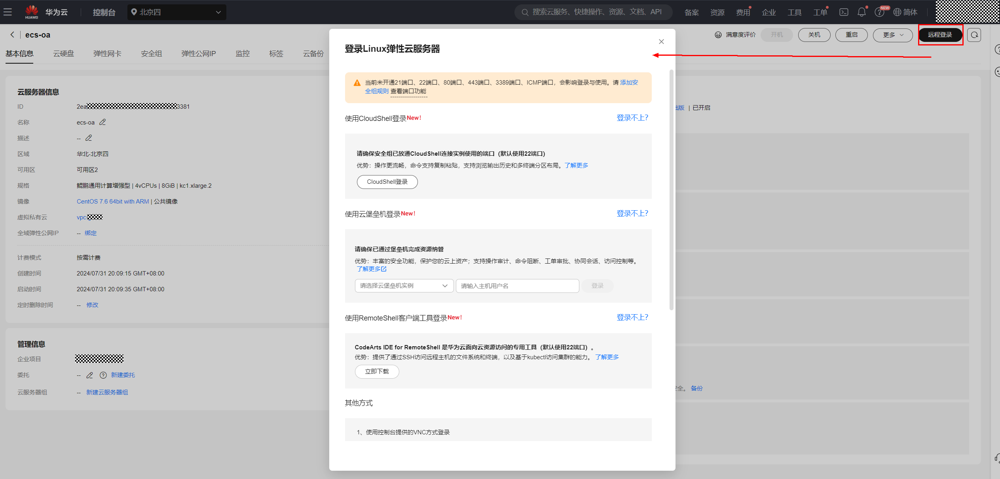 HUAWEI
华为云
控制台
北京四
搜索云服务、快捷操作、资源、文档、API
备案
资源
费用
企业
工具
工单
NEW
简体
ecs-oa
满意度评价
开机
关机
重启
更多
远程登录
基本信息
云硬盘
弹性网卡
安全组
弹性公网IP
监控
标签
云备份
云服务器信息
ID 2ea 3381
名称 ecs-oa
描述 --
区域 华北-北京四
可用区 可用区2
规格 鲲鹏通用计算增强型 | 4vCPUs | 8GiB | kc1.xlarge.2
镜像 CentOS 7.6 64bit with ARM | 公共镜像
虚拟私有云 vpc
全域弹性公网IP -- 绑定
计费模式 按需计费
创建时间 2024/07/31 20:09:15 GMT+08:00
启动时间 2024/07/31 20:09:35 GMT+08:00
定时删除时间 -- 修改
管理信息
企业项目
委托 -- 新建委托
云服务器组 -- 新建云服务器组
登录Linux弹性云服务器
当前未开通21端口、22端口、80端口、443端口、3389端口、ICMP端口，会影响登录与使用。请 添加安
全组规则 查看端口功能
使用CloudShell登录New!
登录不上?
请确保安全组已放通CloudShell连接实例使用的端口（默认使用22端口）
优势：操作更流畅，命令支持复制粘贴，支持浏览输出历史和多终端分区布局。了解更多
CloudShell登录
使用云堡垒机登录New!
登录不上?
请确保已通过堡垒机完成资源纳管
优势：丰富的安全功能，保护您的云上资产；支持操作审计、命令阻断、工单审批、协同会话、访问控制等。
了解更多
请选择云堡垒机实例
请输入主机用户名
登录
使用RemoteShell客户端工具登录New!
登录不上?
CodeArts IDE for RemoteShell 是华为云面向云资源访问的专用工具（默认使用22端口）。
优势：提供了通过SSH访问远程主机的文件系统和终端，以及基于kubectl访问集群的能力。 了解更多
立即下载
其他方式
1、使用控制台提供的VNC方式登录
版 | 已开启
全。 备份